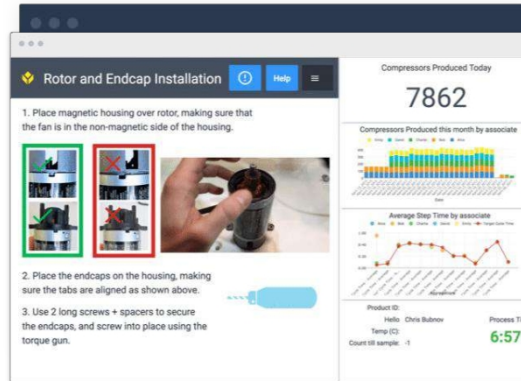 Rotor and Endcap Installation
Help
1. Place magnetic housing over rotor, making sure that
the fan is in the non-magnetic side of the housing.
2. Place the endcaps on the housing, making
sure the tabs are aligned as shown above.
3. Use 2 long screws + spacers to secure
the endcaps, and screw into place using the
torque gun.
Compressors Produced Today
7862
Compressors Produced this month by associate
Date
Average Step Time by associate
Product ID:
Hello Chris Bubnov
Temp (C):
Count till sample: -1
Process Ti
6:57